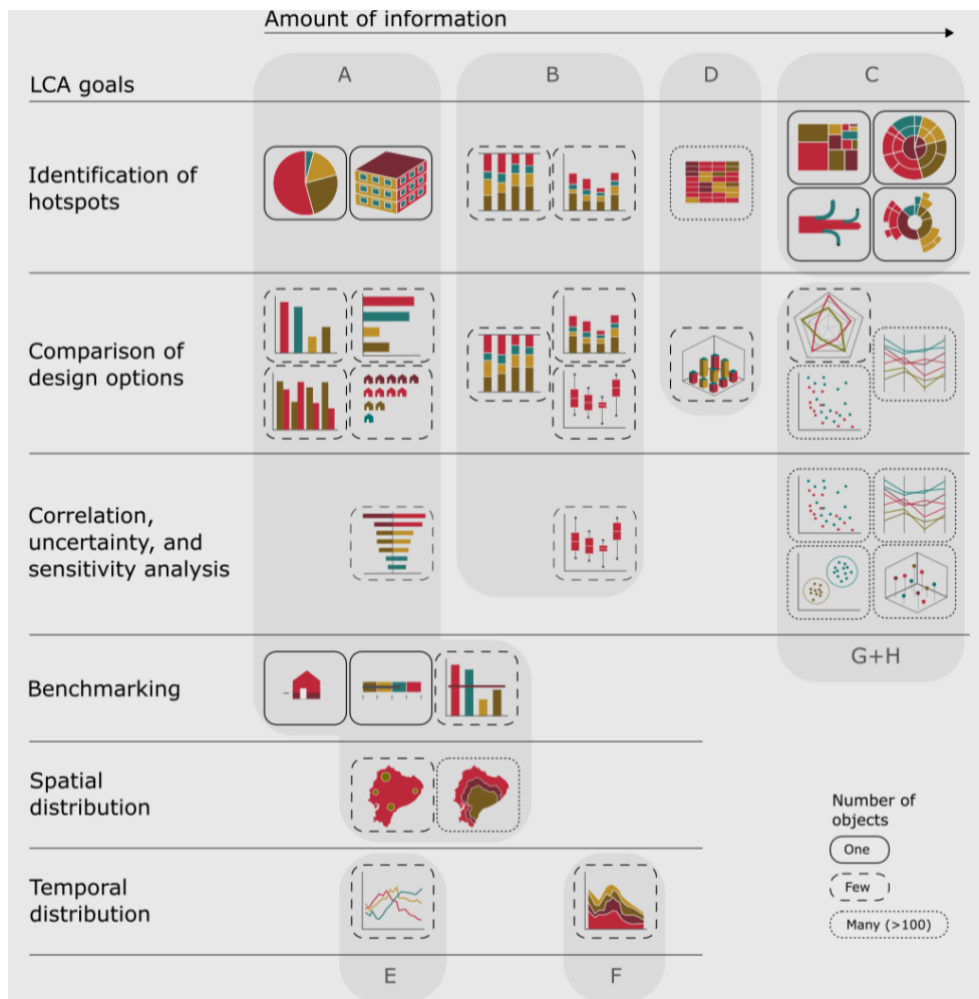 Amount of information
LCA goals
A
B
D
C
Identification of
hotspots
Comparison of
design options
Correlation,
uncertainty, and
sensitivity analysis
G+H
Benchmarking
Spatial
distribution
Number of
objects
One
Few
Many (>100)
Temporal
distribution
E
F